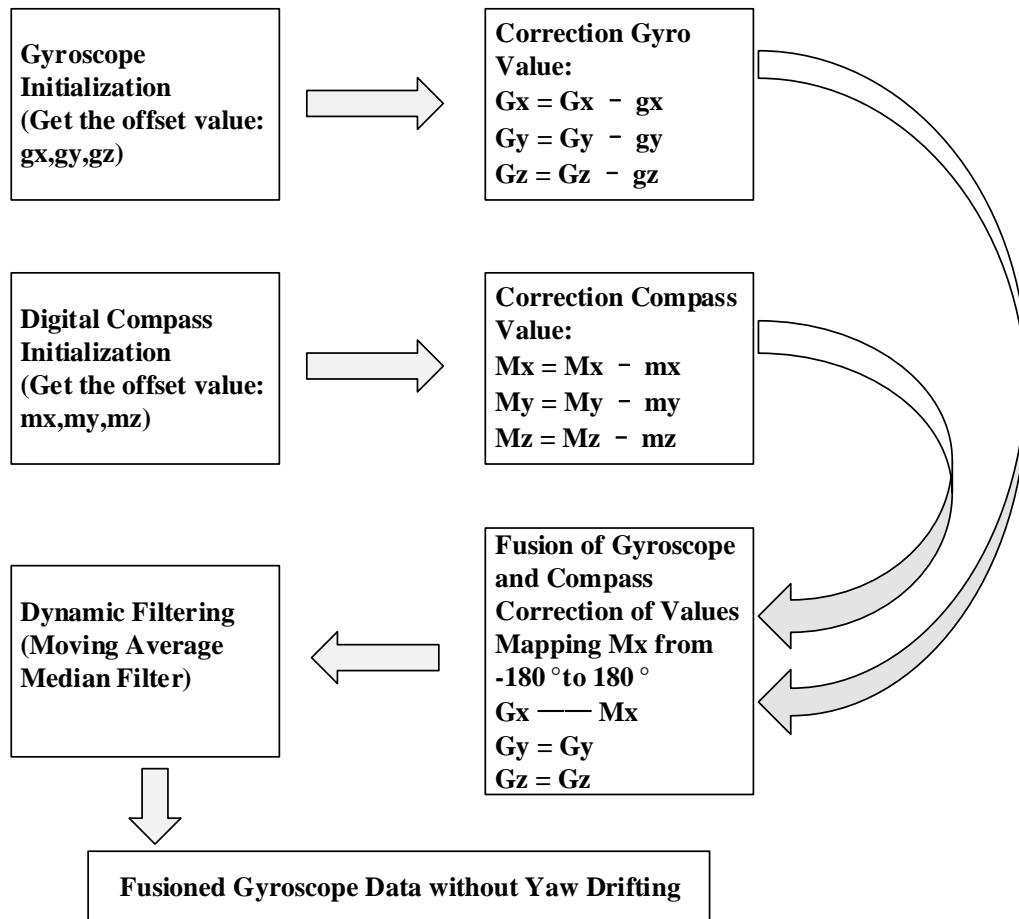 Gyroscope
Initialization
(Get the offset value:
gx,gy,gz)
Correction Gyro
Value:
Gx = Gx － gx
Gy = Gy － gy
Gz = Gz － gz
Digital Compass
Initialization
(Get the offset value:
mx,my,mz)
Correction Compass
Value:
Mx = Mx － mx
My = My － my
Mz = Mz － mz
Fusion of Gyroscope
and Compass
Correction of Values
Mapping Mx from
-180 °to 180 °
Gx —— Mx
Gy = Gy
Gz = Gz
Dynamic Filtering
(Moving Average
Median Filter)
Fusioned Gyroscope Data without Yaw Drifting